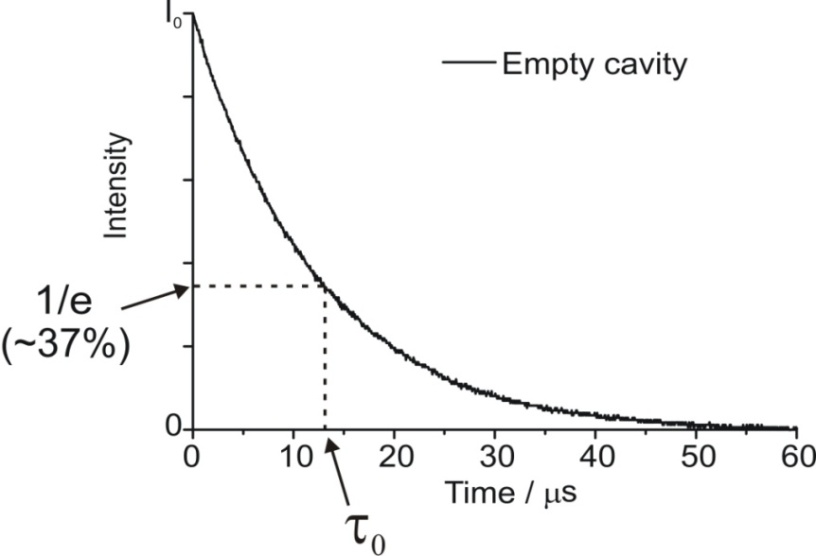 I₀
Empty cavity
Intensity
1/e
(~37%)
0
0 10 20 30 40 50 60
Time / μs
τ₀